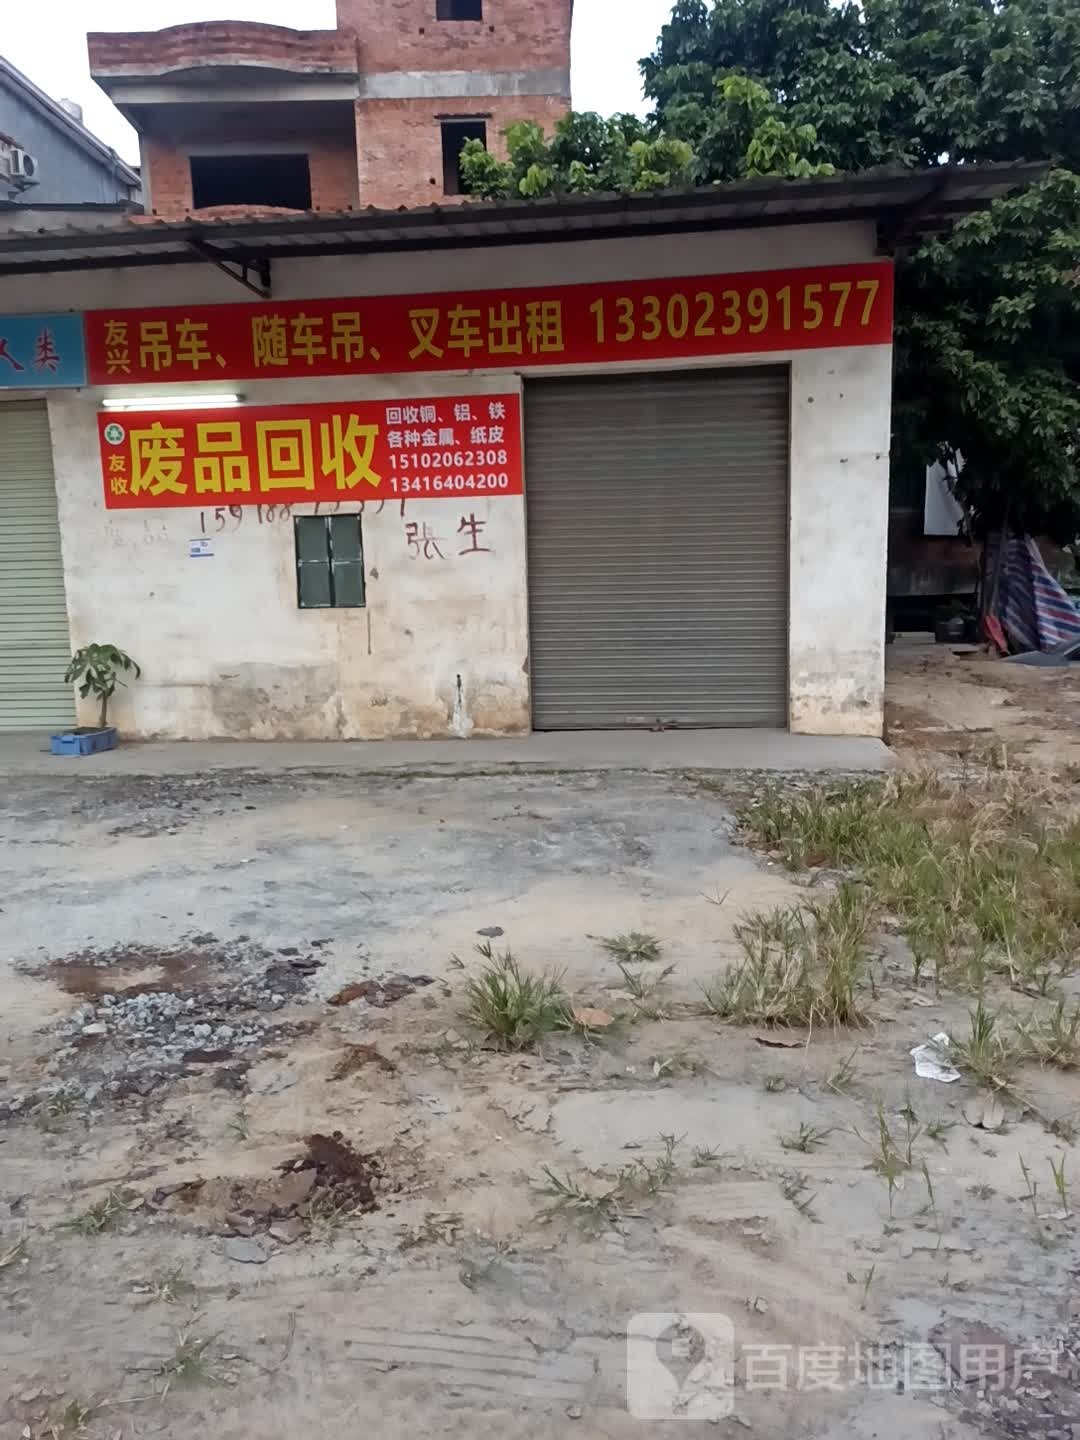 友兴 吊车、随车吊、叉车出租 13302391577
人类
友收 废品回收
回收铜、铝、铁
各种金属、纸皮
15102062308
13416404200
张生
百度地图用户